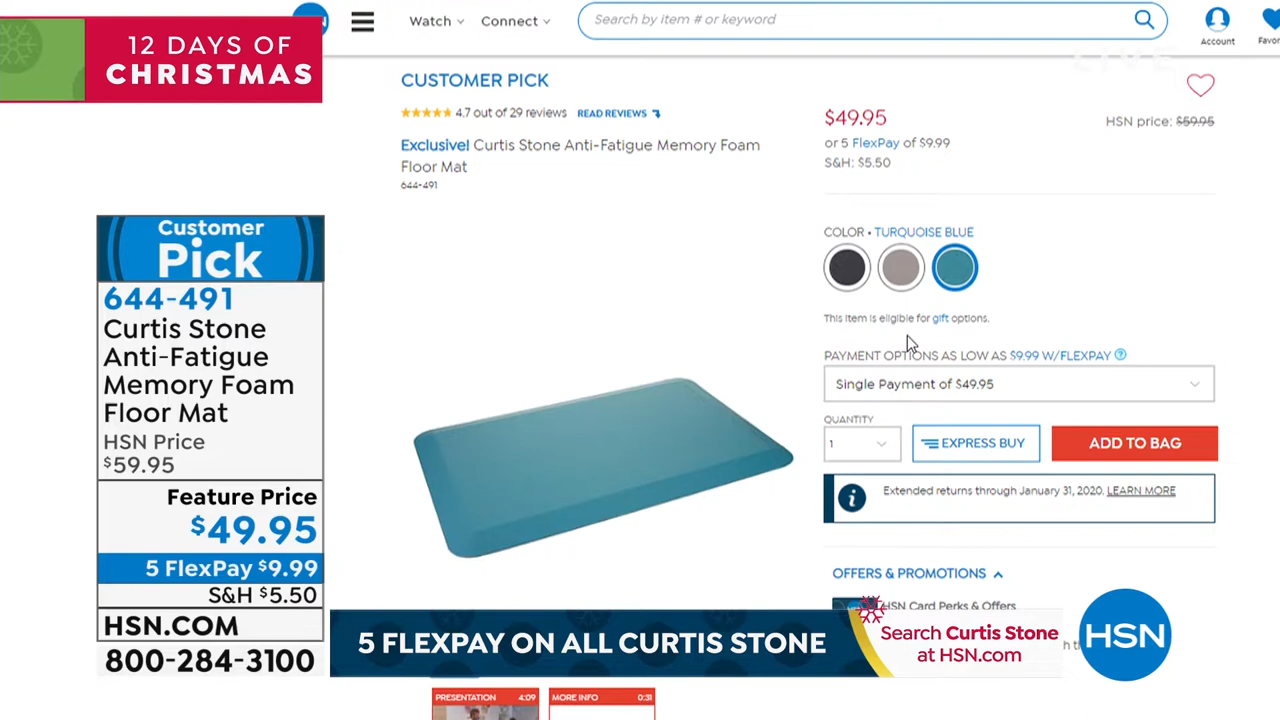 12 DAYS OF
CHRISTMAS
HSN
Watch
Connect
Search by item # or keyword
Account
Favor
LIVE
CUSTOMER PICK
4.7 out of 29 reviews READ REVIEWS
Exclusive! Curtis Stone Anti-Fatigue Memory Foam
Floor Mat
644-491
$49.95
HSN price: $59.95
or 5 FlexPay of $9.99
S&H: $5.50
COLOR • TURQUOISE BLUE
This item is eligible for gift options.
PAYMENT OPTIONS AS LOW AS $9.99 W/FLEXPAY ?
Single Payment of $49.95
QUANTITY
1
EXPRESS BUY
ADD TO BAG
i Extended returns through January 31, 2020. LEARN MORE
OFFERS & PROMOTIONS
HSN Card Perks & Offers
Customer
Pick
644-491
Curtis Stone
Anti-Fatigue
Memory Foam
Floor Mat
HSN Price
$59.95
Feature Price
$49.95
5 FlexPay $9.99
S&H $5.50
HSN.COM
800-284-3100
5 FLEXPAY ON ALL CURTIS STONE
Search Curtis Stone
at HSN.com
HSN
PRESENTATION 4:09
MORE INFO 0:31